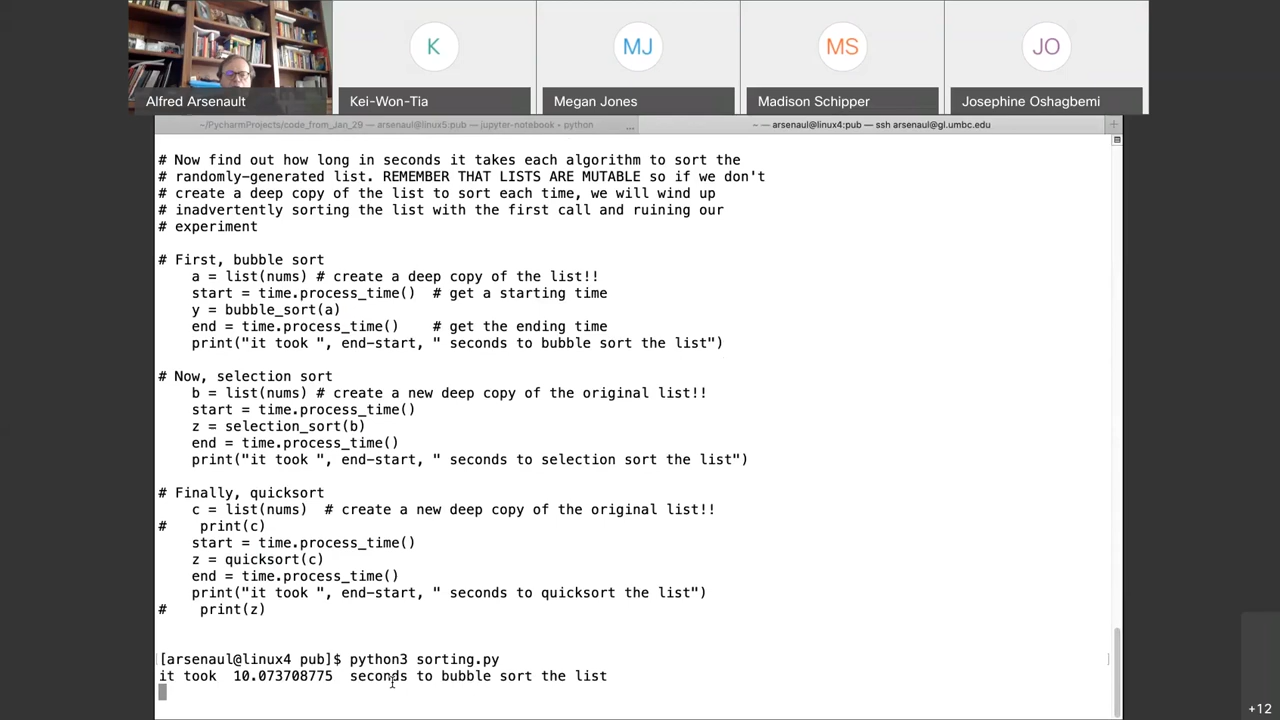 K
MJ
MS
JO
Alfred Arsenault
Kei-Won-Tia
Megan Jones
Madison Schipper
Josephine Oshagbemi
~/PycharmProjects/code_from_Jan_29 — arsenaul@linux5:pub — jupyter-notebook • python
...
~ — arsenaul@linux4:pub — ssh arsenaul@gl.umbc.edu
+
# Now find out how long in seconds it takes each algorithm to sort the
# randomly-generated list. REMEMBER THAT LISTS ARE MUTABLE so if we don't
# create a deep copy of the list to sort each time, we will wind up
# inadvertently sorting the list with the first call and ruining our
# experiment
# First, bubble sort
a = list(nums) # create a deep copy of the list!!
start = time.process_time()  # get a starting time
y = bubble_sort(a)
end = time.process_time()    # get the ending time
print("it took ", end-start, " seconds to bubble sort the list")
# Now, selection sort
b = list(nums) # create a new deep copy of the original list!!
start = time.process_time()
z = selection_sort(b)
end = time.process_time()
print("it took ", end-start, " seconds to selection sort the list")
# Finally, quicksort
c = list(nums)  # create a new deep copy of the original list!!
#    print(c)
start = time.process_time()
z = quicksort(c)
end = time.process_time()
print("it took ", end-start, " seconds to quicksort the list")
#    print(z)
[arsenaul@linux4 pub]$ python3 sorting.py
it took  10.073708775  seconds to bubble sort the list
+12